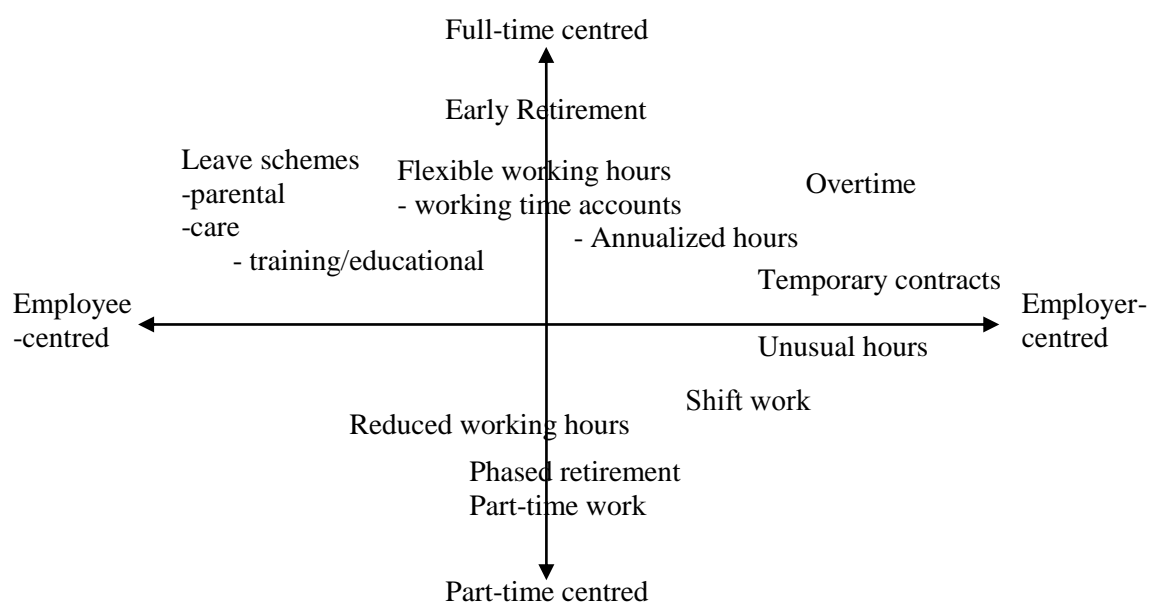 Full-time centred
Early Retirement
Leave schemes
-parental
-care
- training/educational
Flexible working hours
- working time accounts
- Annualized hours
Overtime
Temporary contracts
Employee
-centred
Employer-
centred
Unusual hours
Shift work
Reduced working hours
Phased retirement
Part-time work
Part-time centred